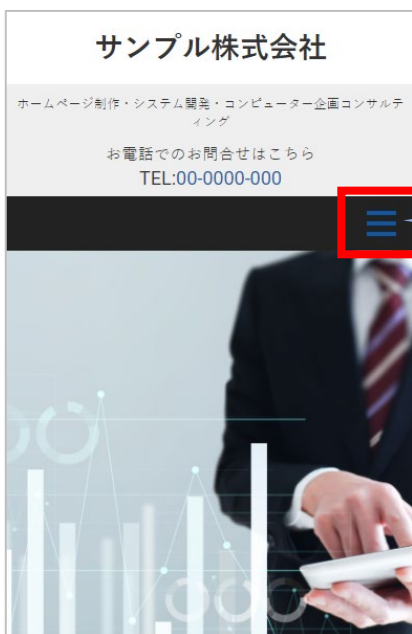 サンプル株式会社
ホームページ制作・システム開発・コンピューター企画コンサルテ
ィング
お電話でのお問合せはこちら
TEL:00-0000-000